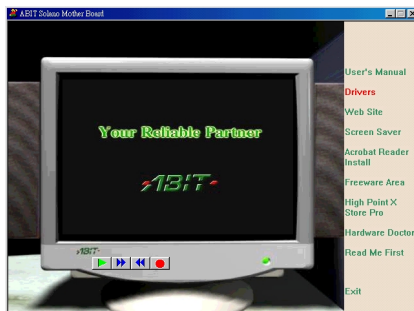 ABIT Solano Mother Board
Your Reliable Partner
ABIT
ABIT
User's Manual
Drivers
Web Site
Screen Saver
Acrobat Reader
Install
Freeware Area
High Point X
Store Pro
Hardware Doctor
Read Me First
Exit